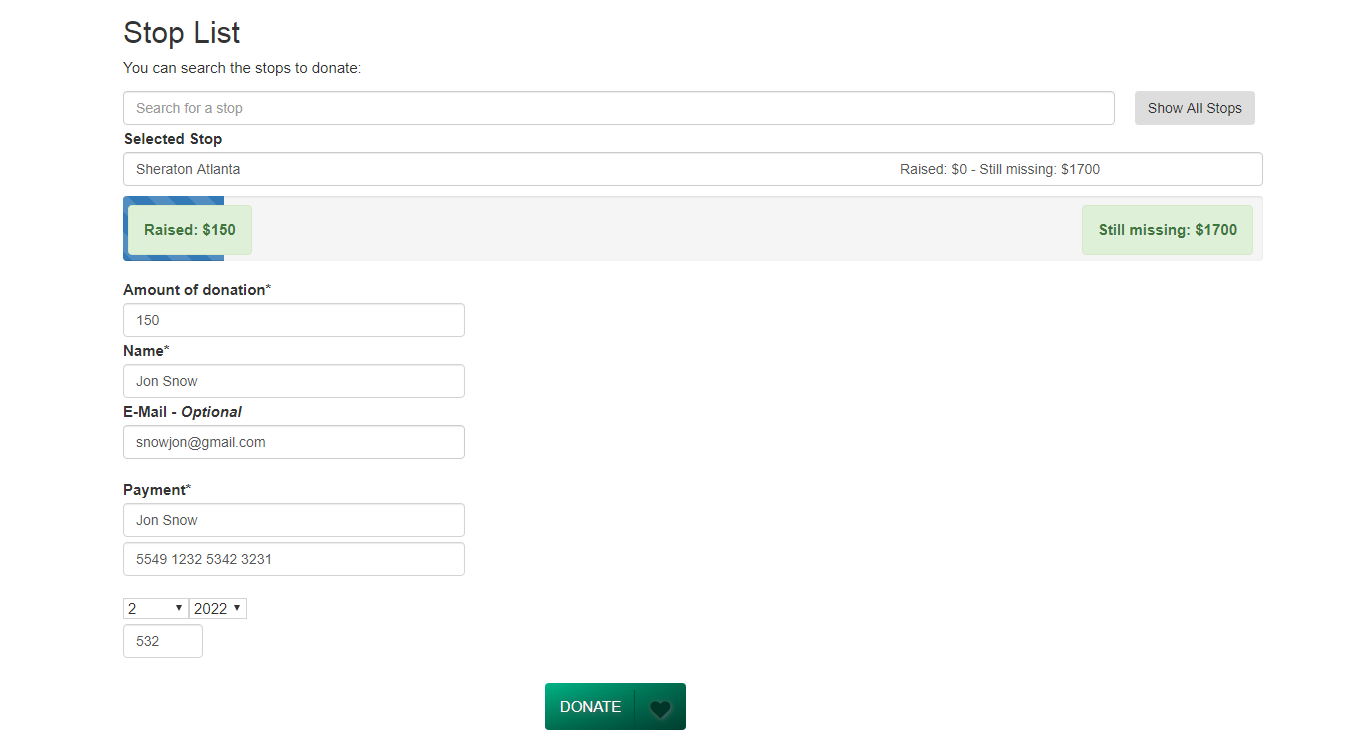 Stop List
You can search the stops to donate:
Search for a stop
Show All Stops
Selected Stop
Sheraton Atlanta
Raised: $0 - Still missing: $1700
Raised: $150
Still missing: $1700
Amount of donation*
150
Name*
Jon Snow
E-Mail - Optional
snowjon@gmail.com
Payment*
Jon Snow
5549 1232 5342 3231
2 2022
532
DONATE